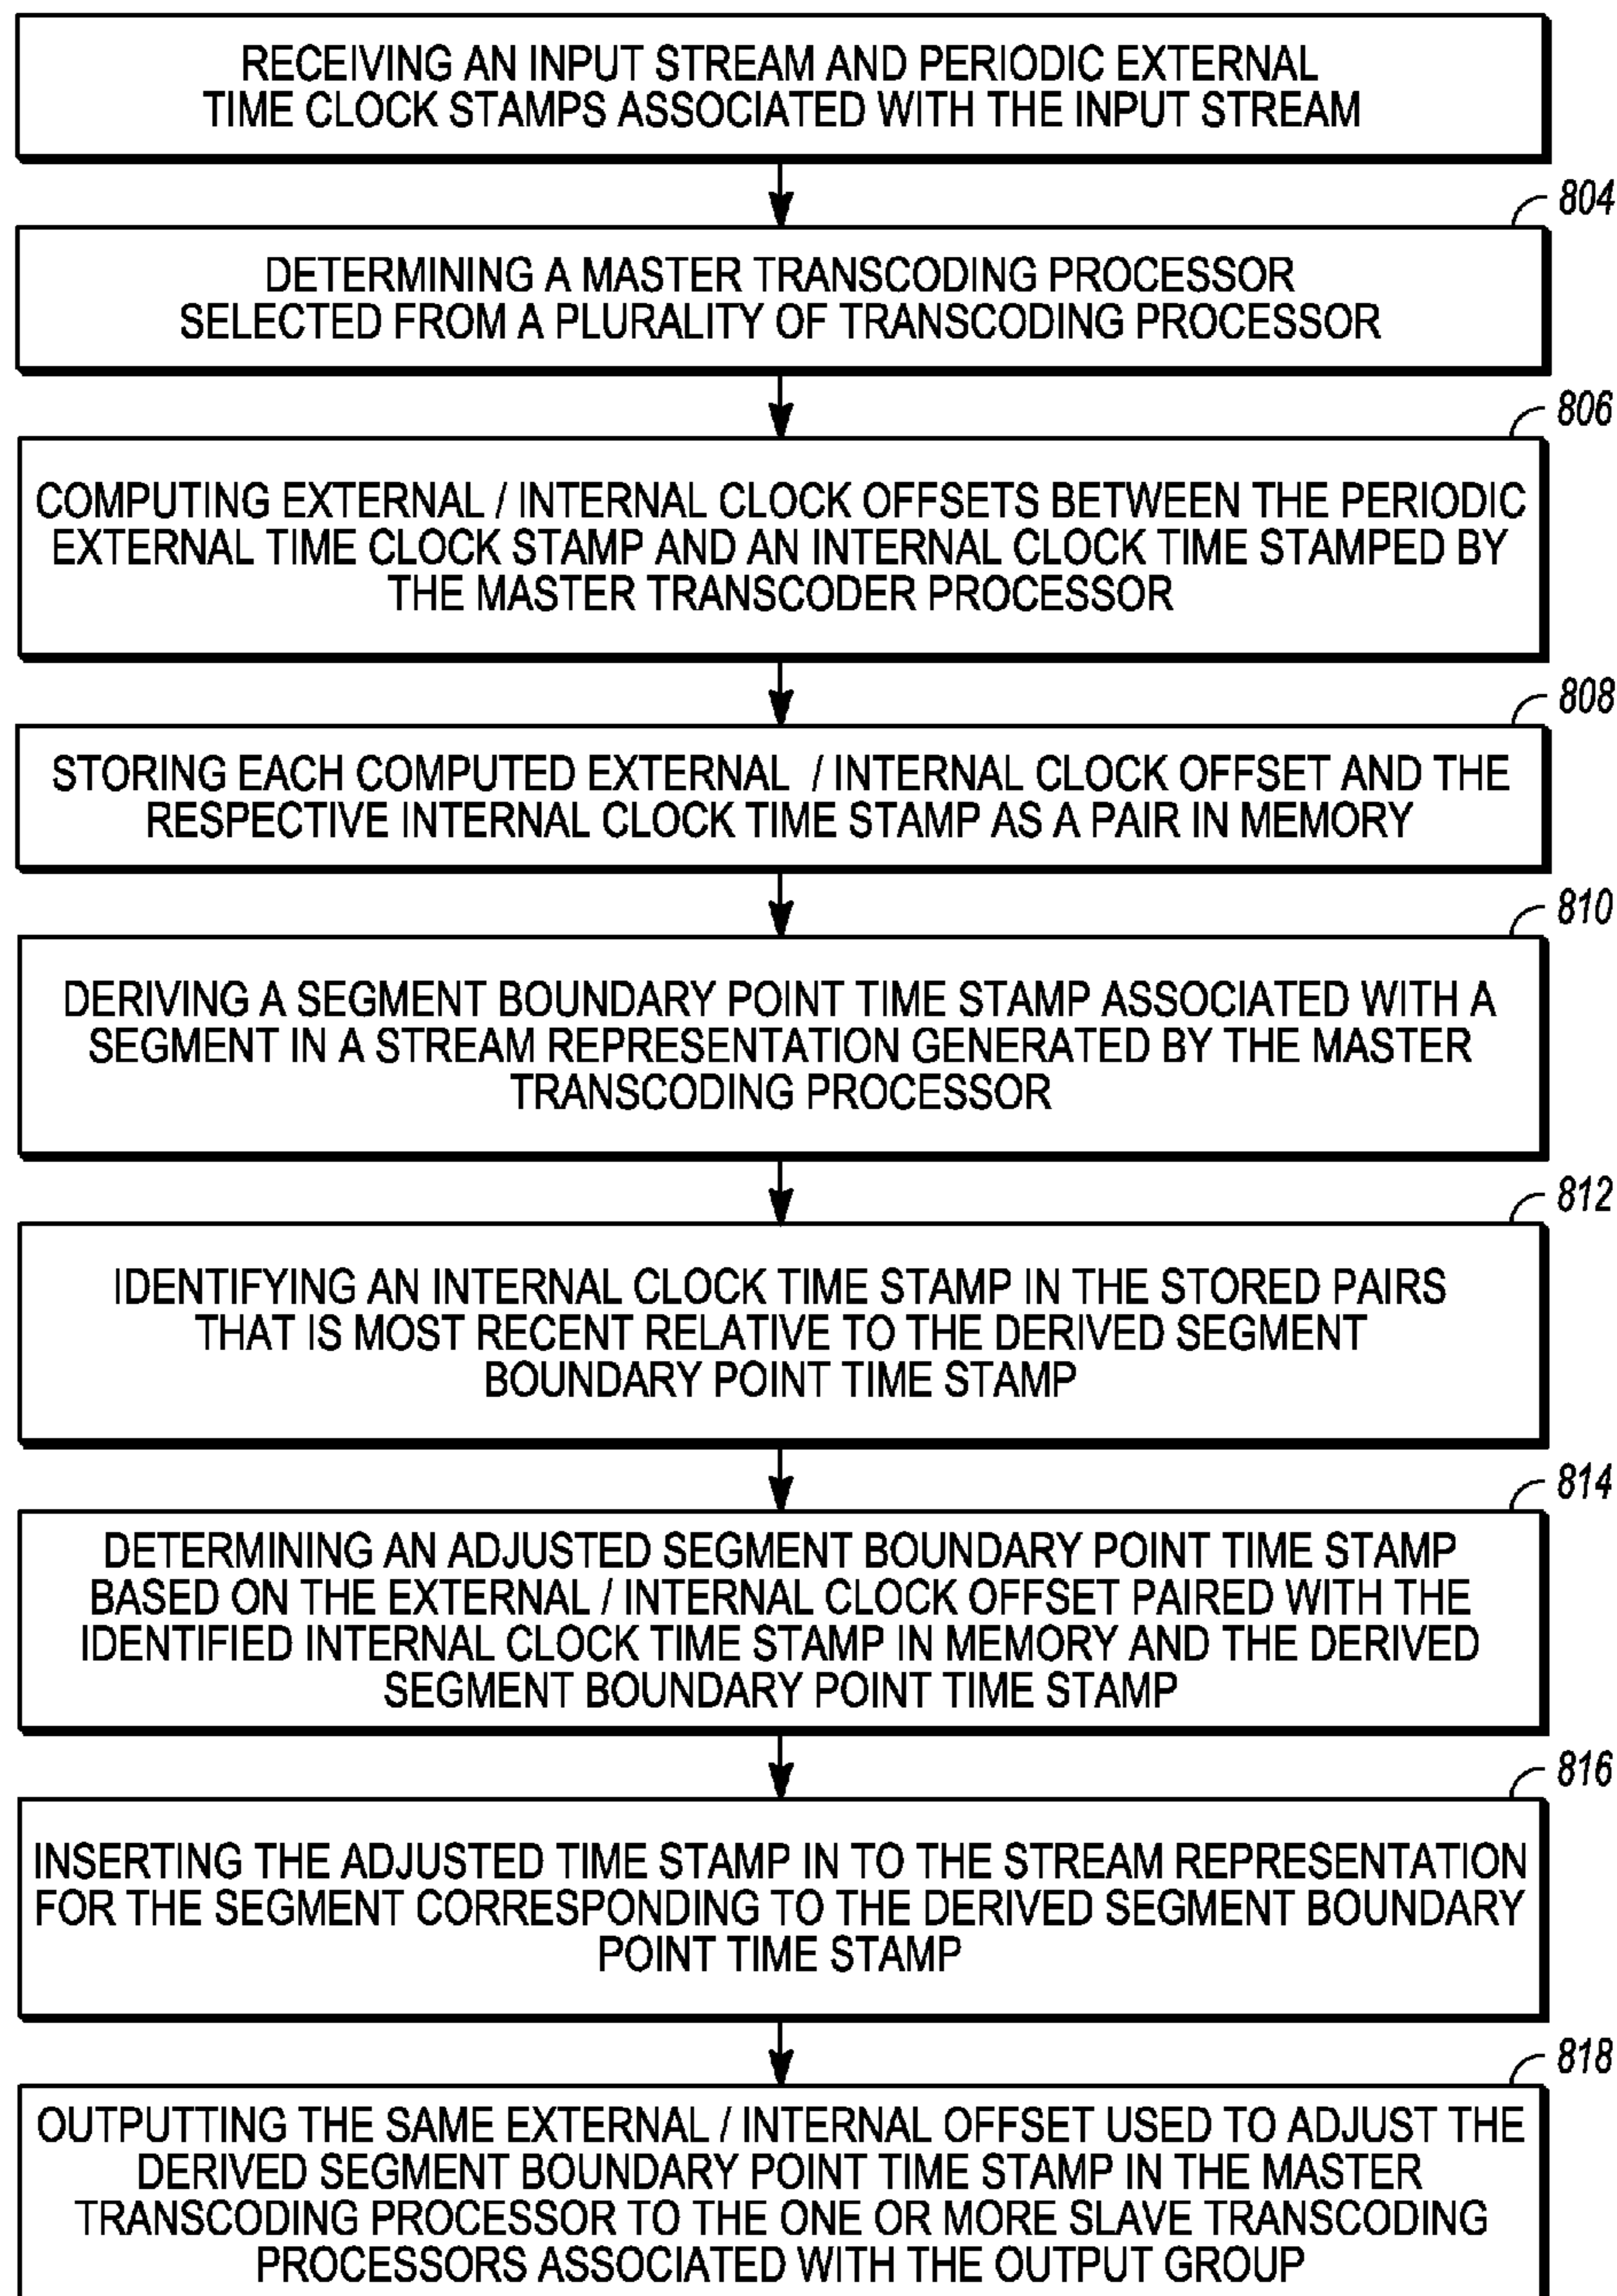 RECEIVING AN INPUT STREAM AND PERIODIC EXTERNAL
TIME CLOCK STAMPS ASSOCIATED WITH THE INPUT STREAM
804
DETERMINING A MASTER TRANSCODING PROCESSOR
SELECTED FROM A PLURALITY OF TRANSCODING PROCESSOR
806
COMPUTING EXTERNAL / INTERNAL CLOCK OFFSETS BETWEEN THE PERIODIC
EXTERNAL TIME CLOCK STAMP AND AN INTERNAL CLOCK TIME STAMPED BY
THE MASTER TRANSCODER PROCESSOR
808
STORING EACH COMPUTED EXTERNAL / INTERNAL CLOCK OFFSET AND THE
RESPECTIVE INTERNAL CLOCK TIME STAMP AS A PAIR IN MEMORY
810
DERIVING A SEGMENT BOUNDARY POINT TIME STAMP ASSOCIATED WITH A
SEGMENT IN A STREAM REPRESENTATION GENERATED BY THE MASTER
TRANSCODING PROCESSOR
812
IDENTIFYING AN INTERNAL CLOCK TIME STAMP IN THE STORED PAIRS
THAT IS MOST RECENT RELATIVE TO THE DERIVED SEGMENT
BOUNDARY POINT TIME STAMP
814
DETERMINING AN ADJUSTED SEGMENT BOUNDARY POINT TIME STAMP
BASED ON THE EXTERNAL / INTERNAL CLOCK OFFSET PAIRED WITH THE
IDENTIFIED INTERNAL CLOCK TIME STAMP IN MEMORY AND THE DERIVED
SEGMENT BOUNDARY POINT TIME STAMP
816
INSERTING THE ADJUSTED TIME STAMP IN TO THE STREAM REPRESENTATION
FOR THE SEGMENT CORRESPONDING TO THE DERIVED SEGMENT BOUNDARY
POINT TIME STAMP
818
OUTPUTTING THE SAME EXTERNAL / INTERNAL OFFSET USED TO ADJUST THE
DERIVED SEGMENT BOUNDARY POINT TIME STAMP IN THE MASTER
TRANSCODING PROCESSOR TO THE ONE OR MORE SLAVE TRANSCODING
PROCESSORS ASSOCIATED WITH THE OUTPUT GROUP